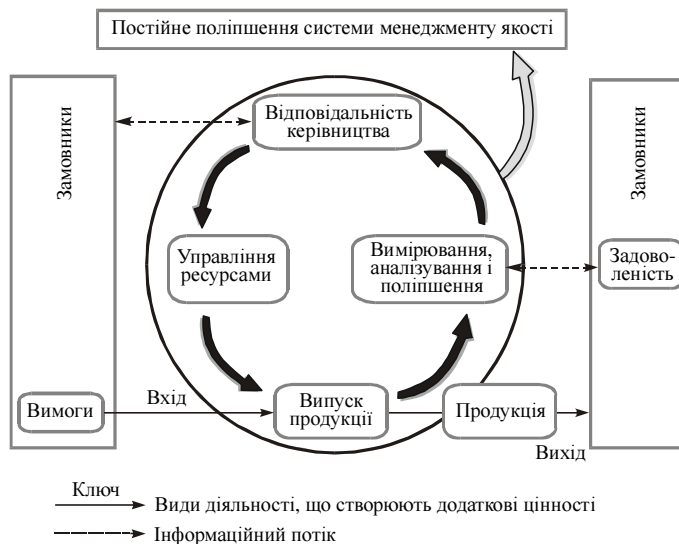 Постійне поліпшення системи менеджменту якості
Замовники
Замовники
Відповідальність
керівництва
Управління
ресурсами
Вимірювання,
аналізування і
поліпшення
Задово-
леність
Вимоги
Вхід
Випуск
продукції
Продукція
Вихід
Ключ
Види діяльності, що створюють додаткові цінності
Інформаційний потік